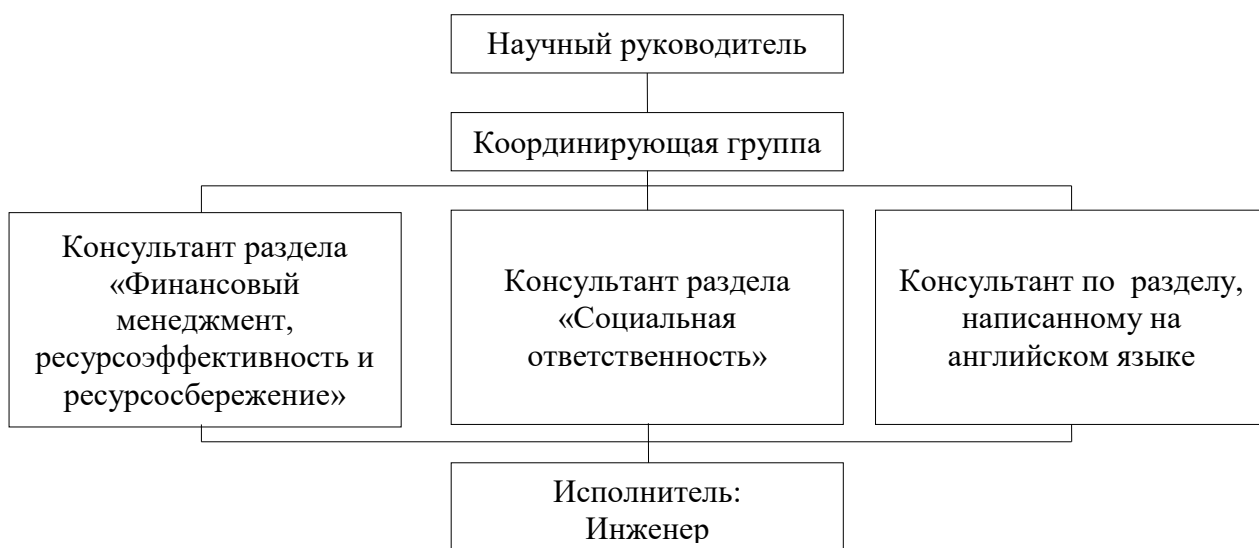 Научный руководитель
Координирующая группа
Консультант раздела
«Финансовый
менеджмент,
ресурсоэффективность и
ресурсосбережение»
Консультант раздела
«Социальная
ответственность»
Консультант по разделу,
написанному на
английском языке
Исполнитель:
Инженер